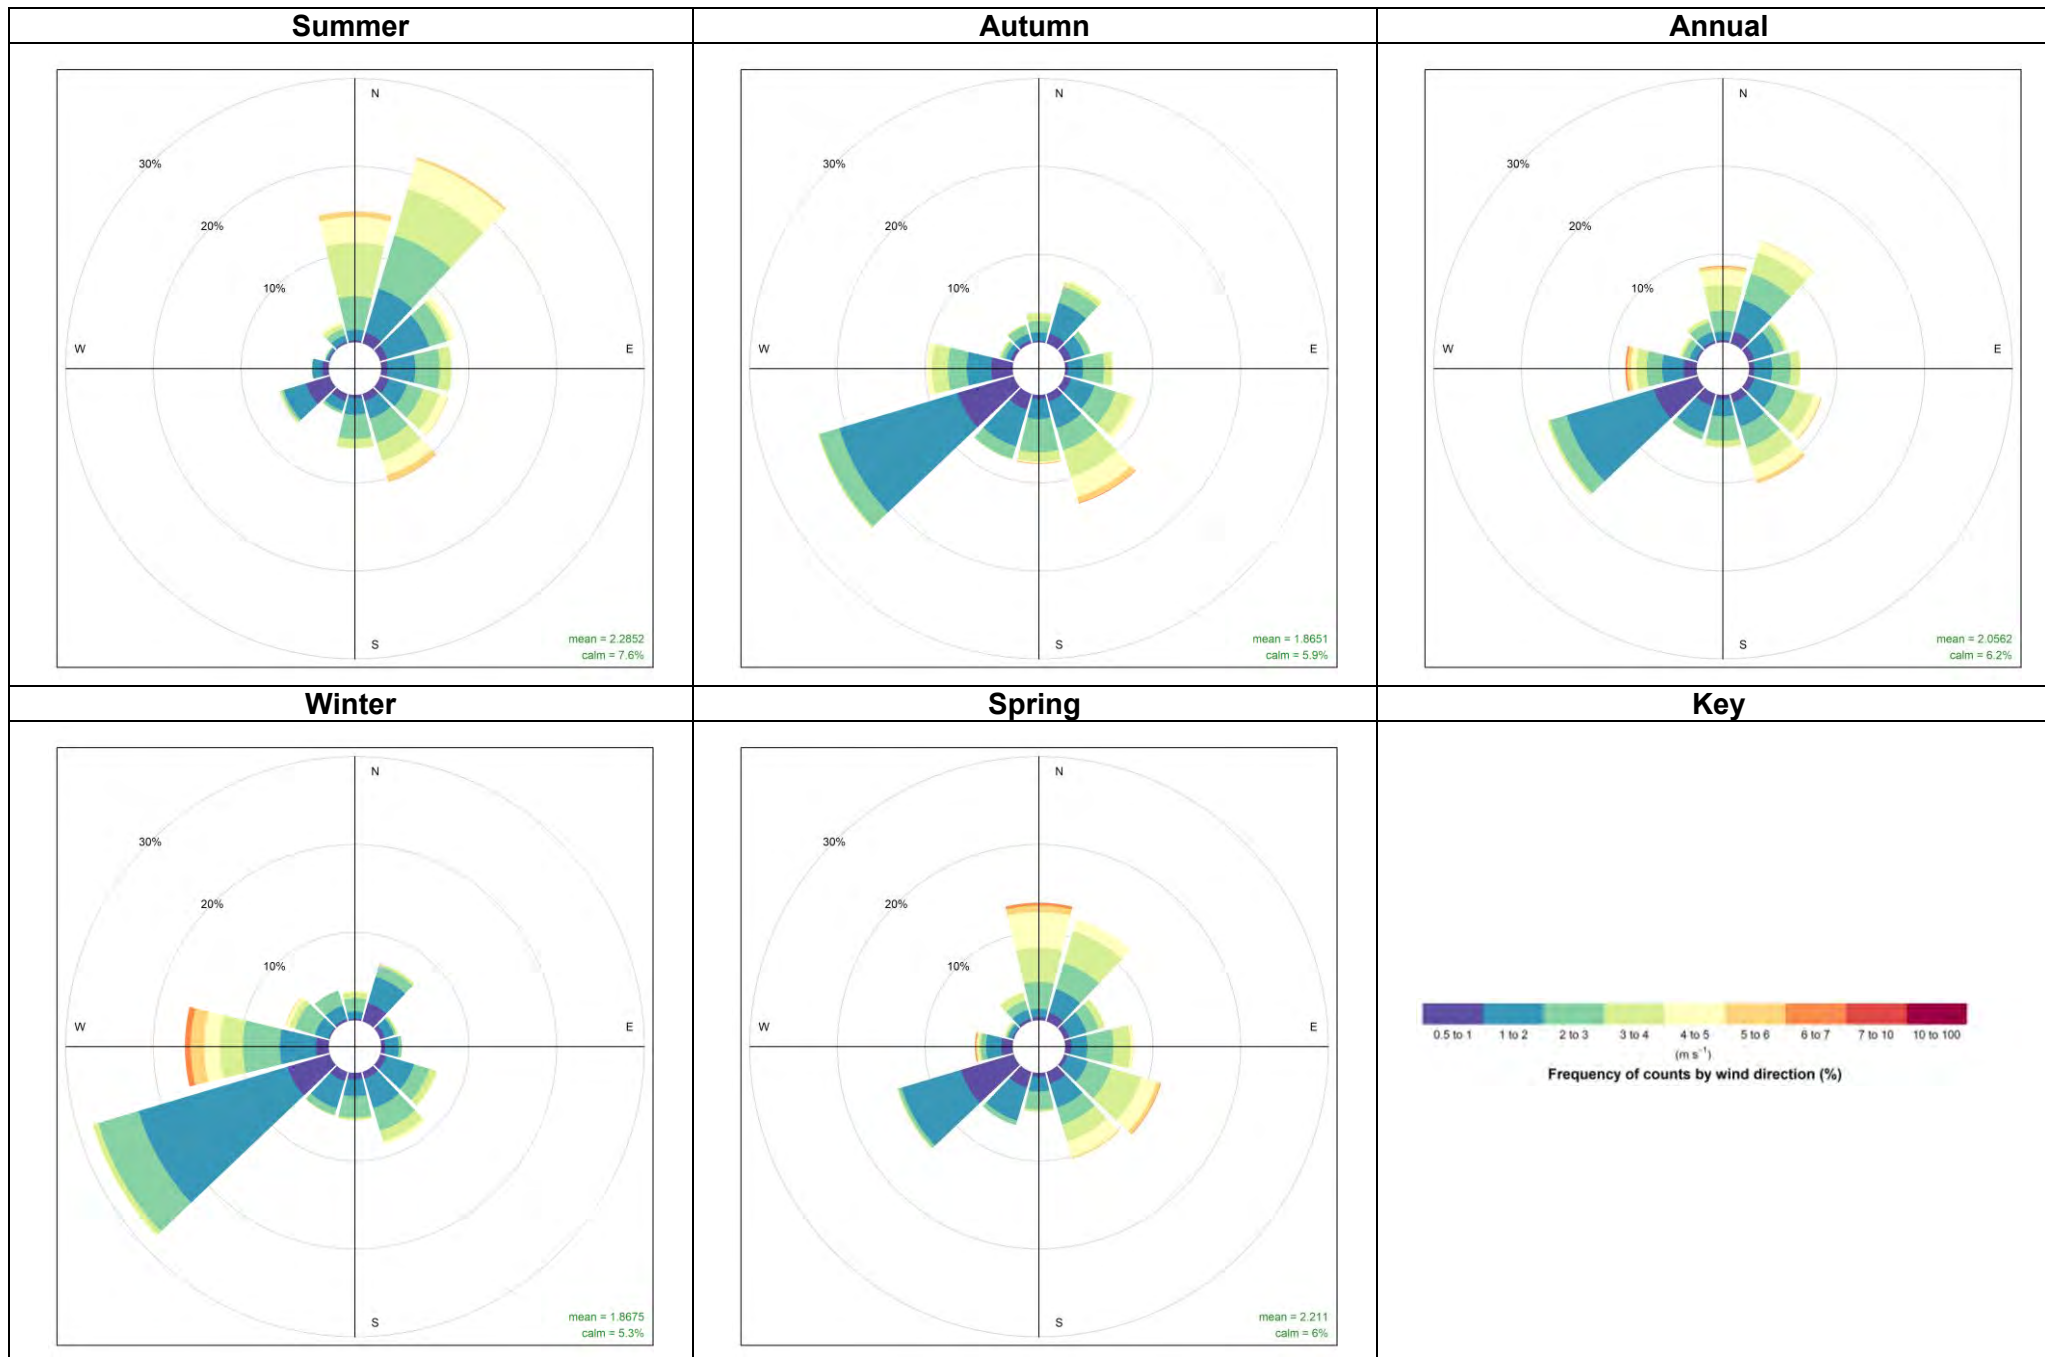 Summer
Autumn
Annual
N
30%
20%
10%
W
E
S
mean = 2.2852
calm = 7.6%
N
30%
20%
10%
W
E
S
mean = 1.8651
calm = 5.9%
N
30%
20%
10%
W
E
S
mean = 2.0562
calm = 6.2%
Winter
Spring
Key
N
30%
20%
10%
W
E
S
mean = 1.8675
calm = 5.3%
N
30%
20%
10%
W
E
S
mean = 2.211
calm = 6%
0.5 to 1 1 to 2 2 to 3 3 to 4 4 to 5 5 to 6 6 to 7 7 to 10 10 to 100
(m s⁻¹)
Frequency of counts by wind direction (%)